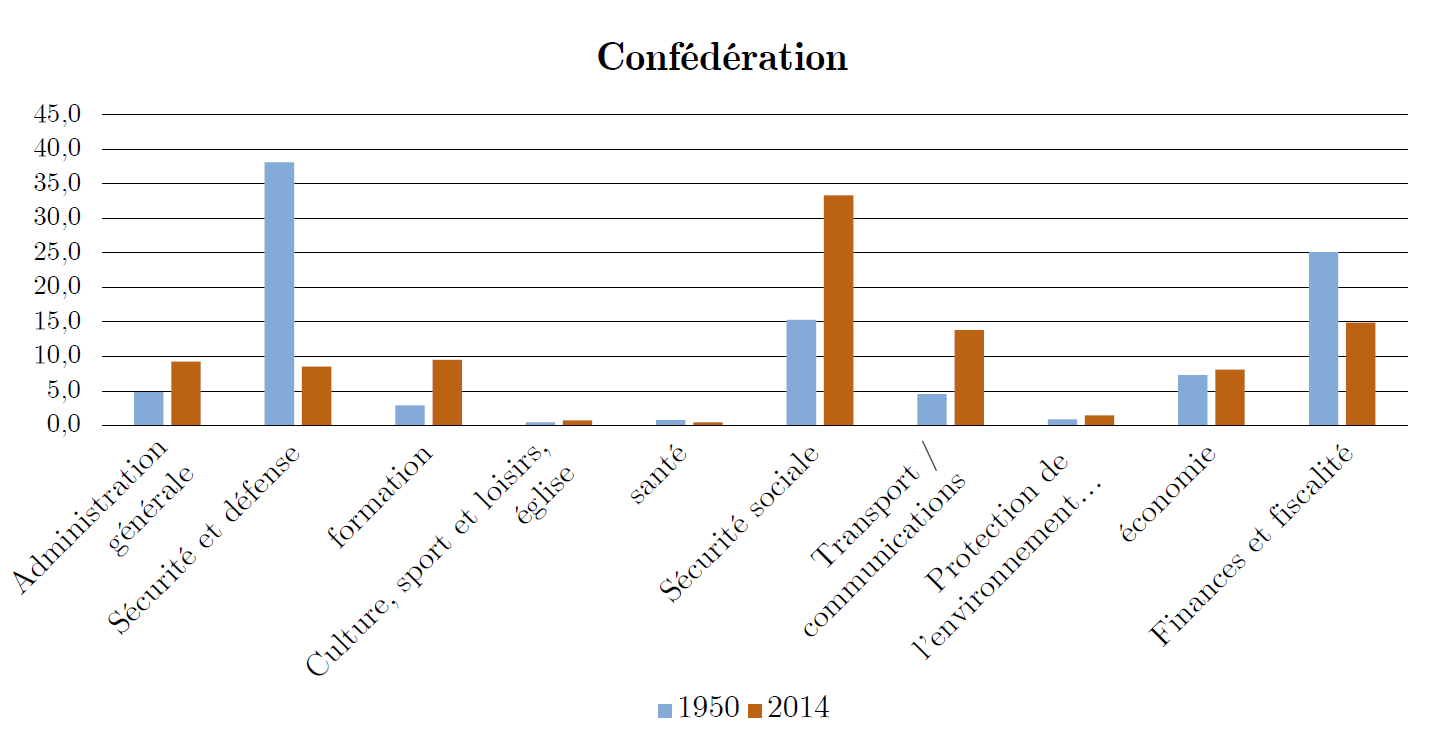 Confédération
45,0
40,0
35,0
30,0
25,0
20,0
15,0
10,0
5,0
0,0
Administration
générale
Sécurité et défense
formation
Culture, sport et loisirs,
église
santé
Sécurité sociale
Transport /
communications
Protection de
l'environnement…
économie
Finances et fiscalité
1950 2014